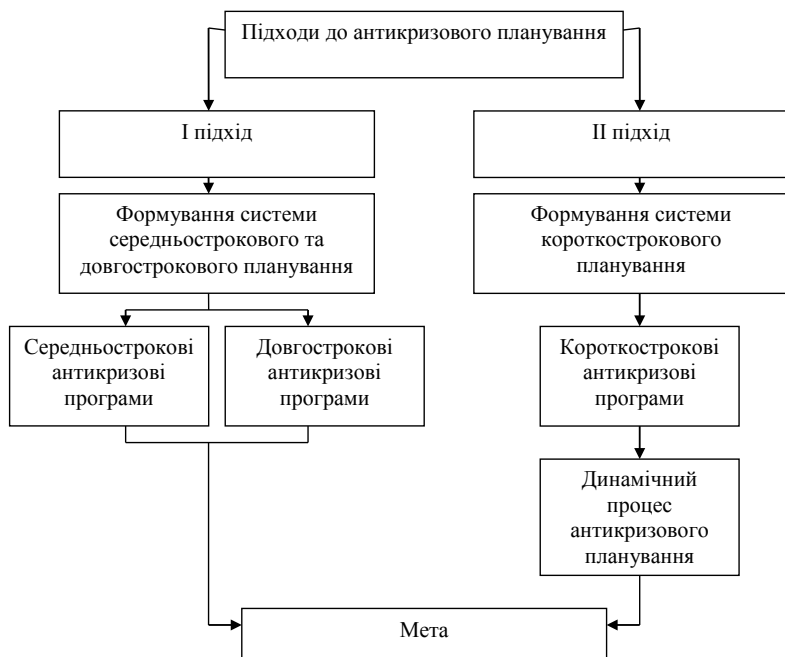 Підходи до антикризового планування
І підхід
ІІ підхід
Формування системи
середньострокового та
довгострокового планування
Формування системи
короткострокового
планування
Середньострокові
антикризові
програми
Довгострокові
антикризові
програми
Короткострокові
антикризові
програми
Динамічний
процес
антикризового
планування
Мета